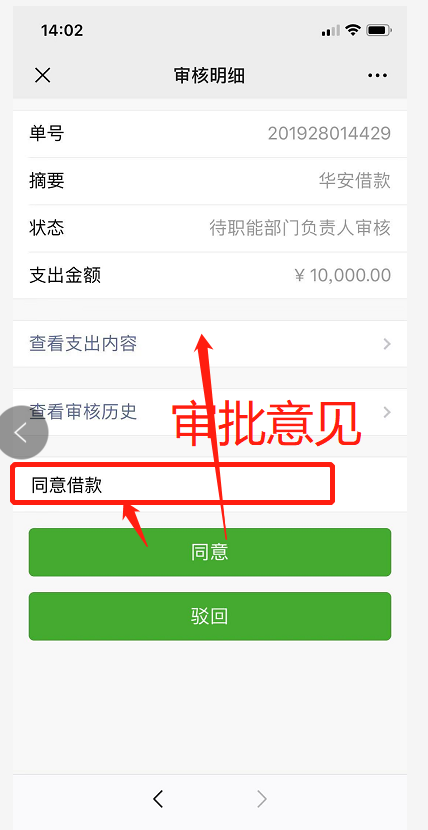 14:02
审核明细
单号 201928014429
摘要 华安借款
状态 待职能部门负责人审核
支出金额 ¥ 10,000.00
查看支出内容
查看审核历史
审批意见
同意借款
同意
驳回